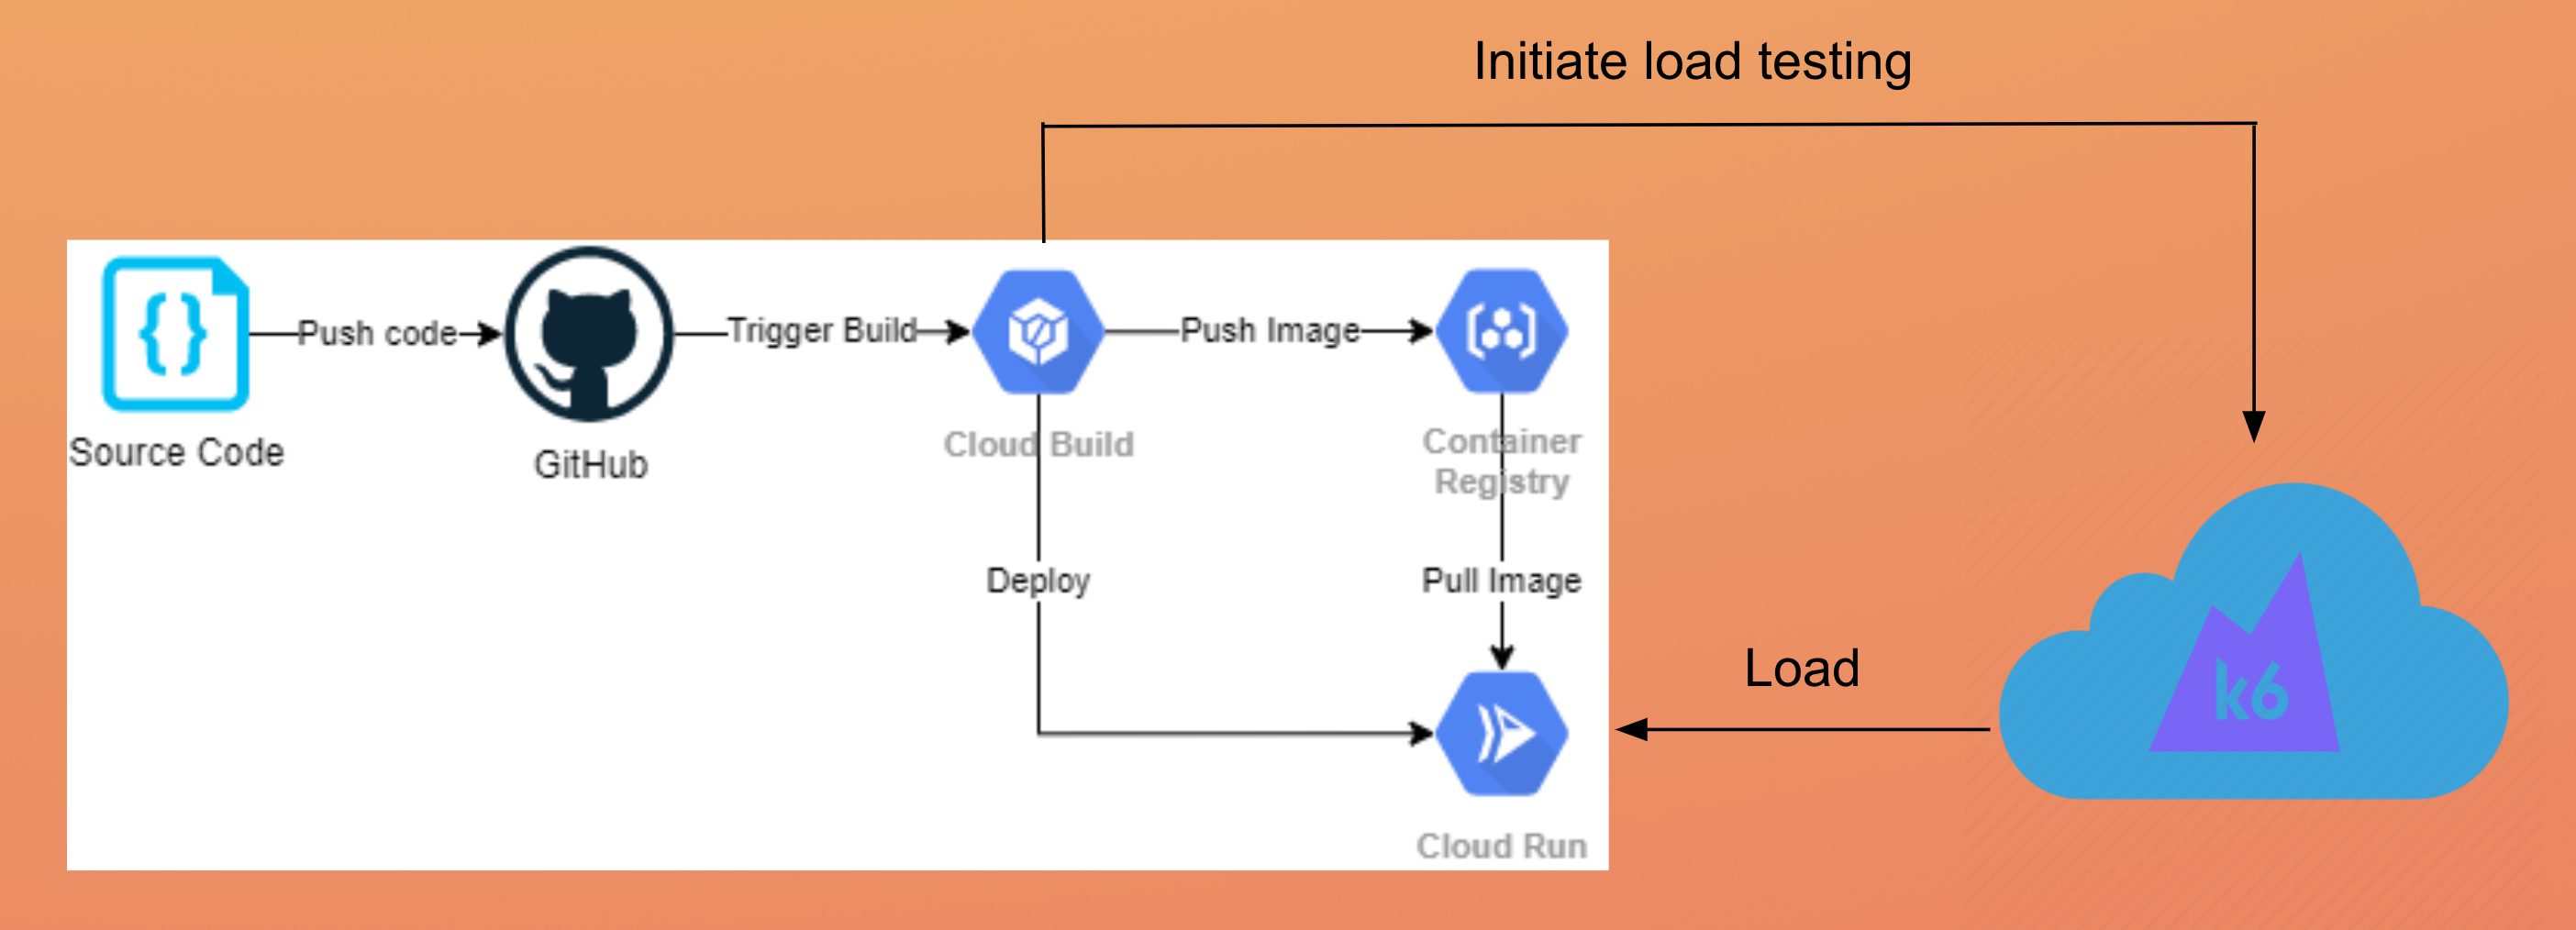 Initiate load testing
Push code
Trigger Build
Push Image
Source Code
GitHub
Cloud Build
Container
Registry
Deploy
Pull Image
Load
k6
Cloud Run